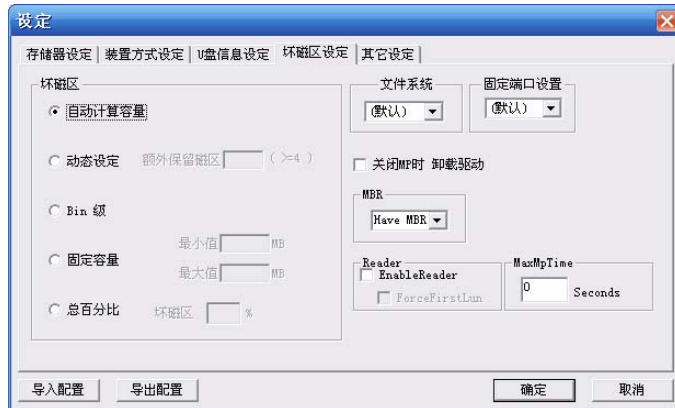 设定
存储器设定 装置方式设定 U盘信息设定 坏磁区设定 其它设定
坏磁区
自动计算容量
动态设定 额外保留磁区 ( >=4 )
Bin 级
固定容量
最小值 MB
最大值 MB
总百分比 坏磁区 %
文件系统
(默认)
固定端口设置
(默认)
关闭MP时 卸载驱动
MBR
Have MBR
Reader
EnableReader
ForceFirstLun
MaxMpTime
0 Seconds
导入配置 导出配置 确定 取消